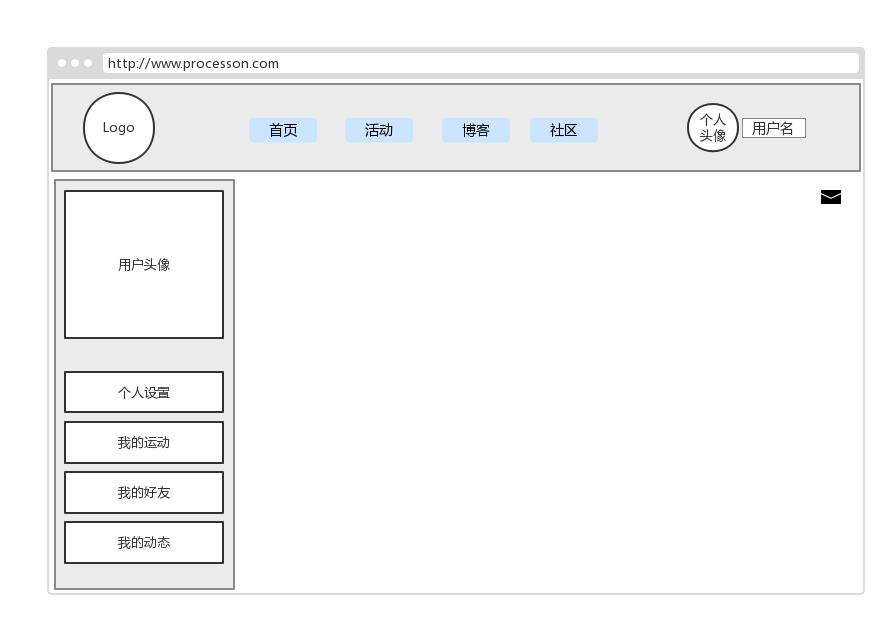 http://www.processon.com
Logo
首页
活动
博客
社区
个人
头像
用户名
用户头像
个人设置
我的运动
我的好友
我的动态